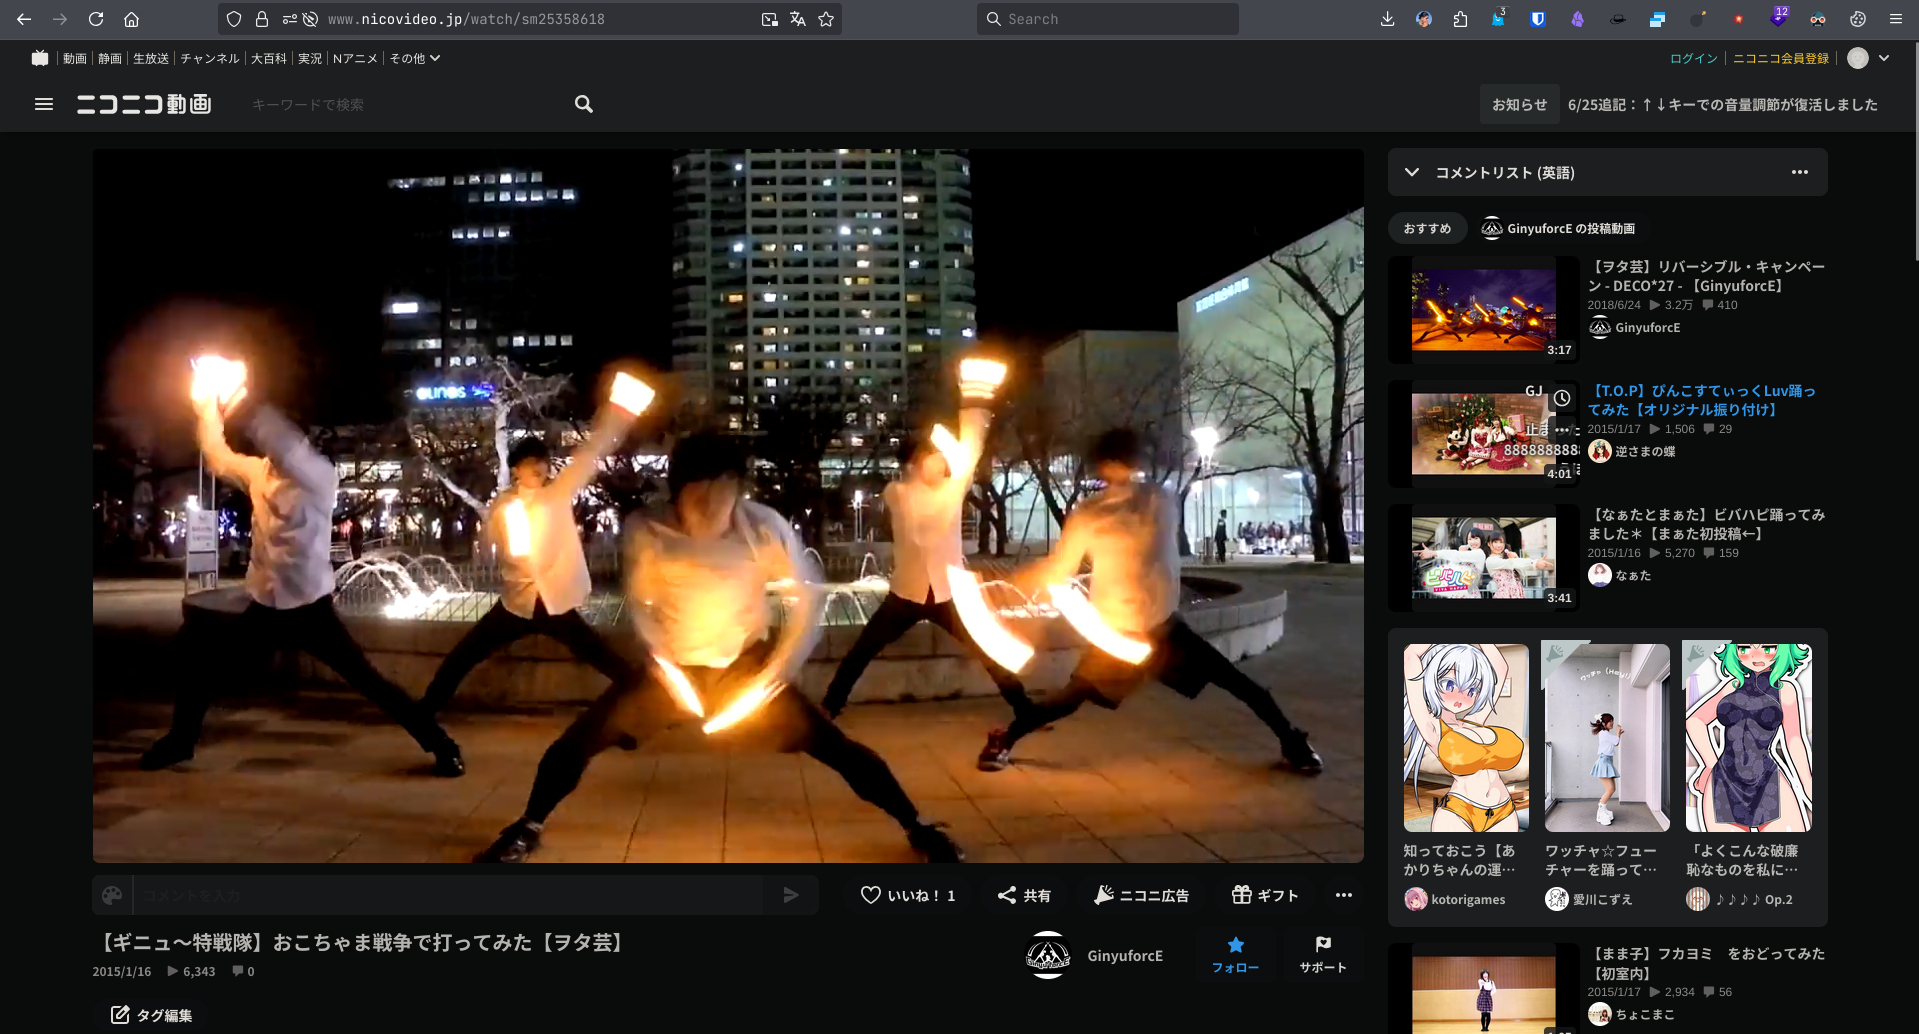 www.nicovideo.jp/watch/sm25358618
Search
3
12
動画
静画
生放送
チャンネル
大百科
実況
Nアニメ
その他
ログイン
ニコニコ会員登録
ニコニコ動画
キーワードで検索
お知らせ
6/25追記：↑↓キーでの音量調節が復活しました
コメントを入力
いいね！ 1
共有
ニコニ広告
ギフト
【ギニュ～特戦隊】おこちゃま戦争で打ってみた【ヲタ芸】
2015/1/16
6,343
0
GinyuforcE
フォロー
サポート
タグ編集
コメントリスト (英語)
おすすめ
GinyuforcE の投稿動画
3:17
【ヲタ芸】リバーシブル・キャンペー
ン - DECO*27 - 【GinyuforcE】
2018/6/24
3.2万
410
GinyuforcE
GJ
4:01
【T.O.P】ぴんこすてぃっくLuv踊っ
てみた【オリジナル振り付け】
2015/1/17
1,506
29
逆さまの蝶
3:41
【なぁたとまぁた】ビバハピ踊ってみ
ました＊【まぁた初投稿←】
2015/1/16
5,270
159
なぁた
知っておこう【あ
かりちゃんの運…
kotorigames
ワッチャ☆フュー
チャーを踊って…
愛川こずえ
「よくこんな破廉
恥なものを私に…
♪♪♪♪ Op.2
【まま子】フカヨミ　をおどってみた
【初室内】
2015/1/17
2,934
56
ちょこまこ